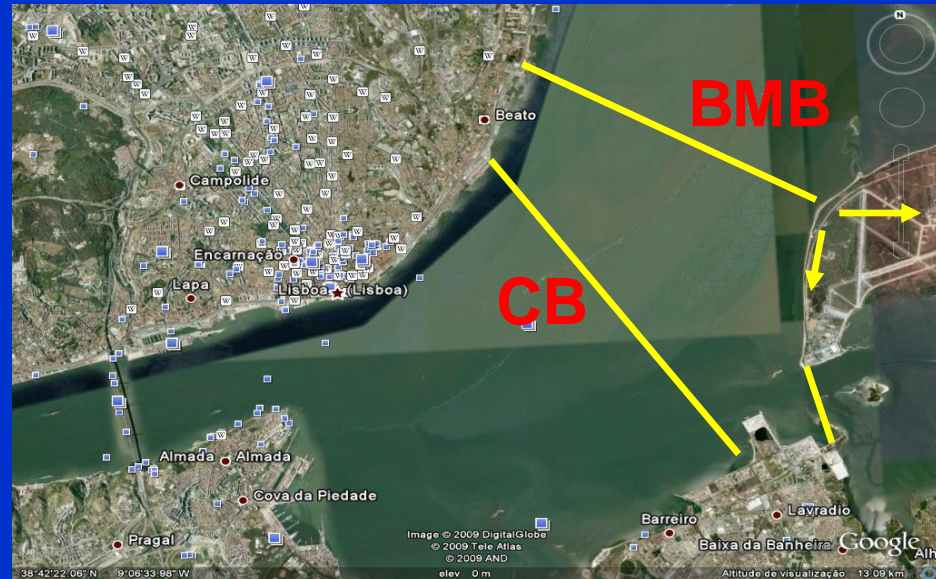 N
BMB
Beato
Campolide
Encarnação
Lisboa (Lisboa)
Lapa
CB
Almada Almada
Cova da Piedade
Pragal
Barreiro
Lavradio
Baixa da Banheira
Image © 2009 DigitalGlobe
© 2009 Tele Atlas
© 2009 AND
Google
38°42'22.06" N 9°06'33.98" W
elev 0 m
Altitude de visualização 13.09 km